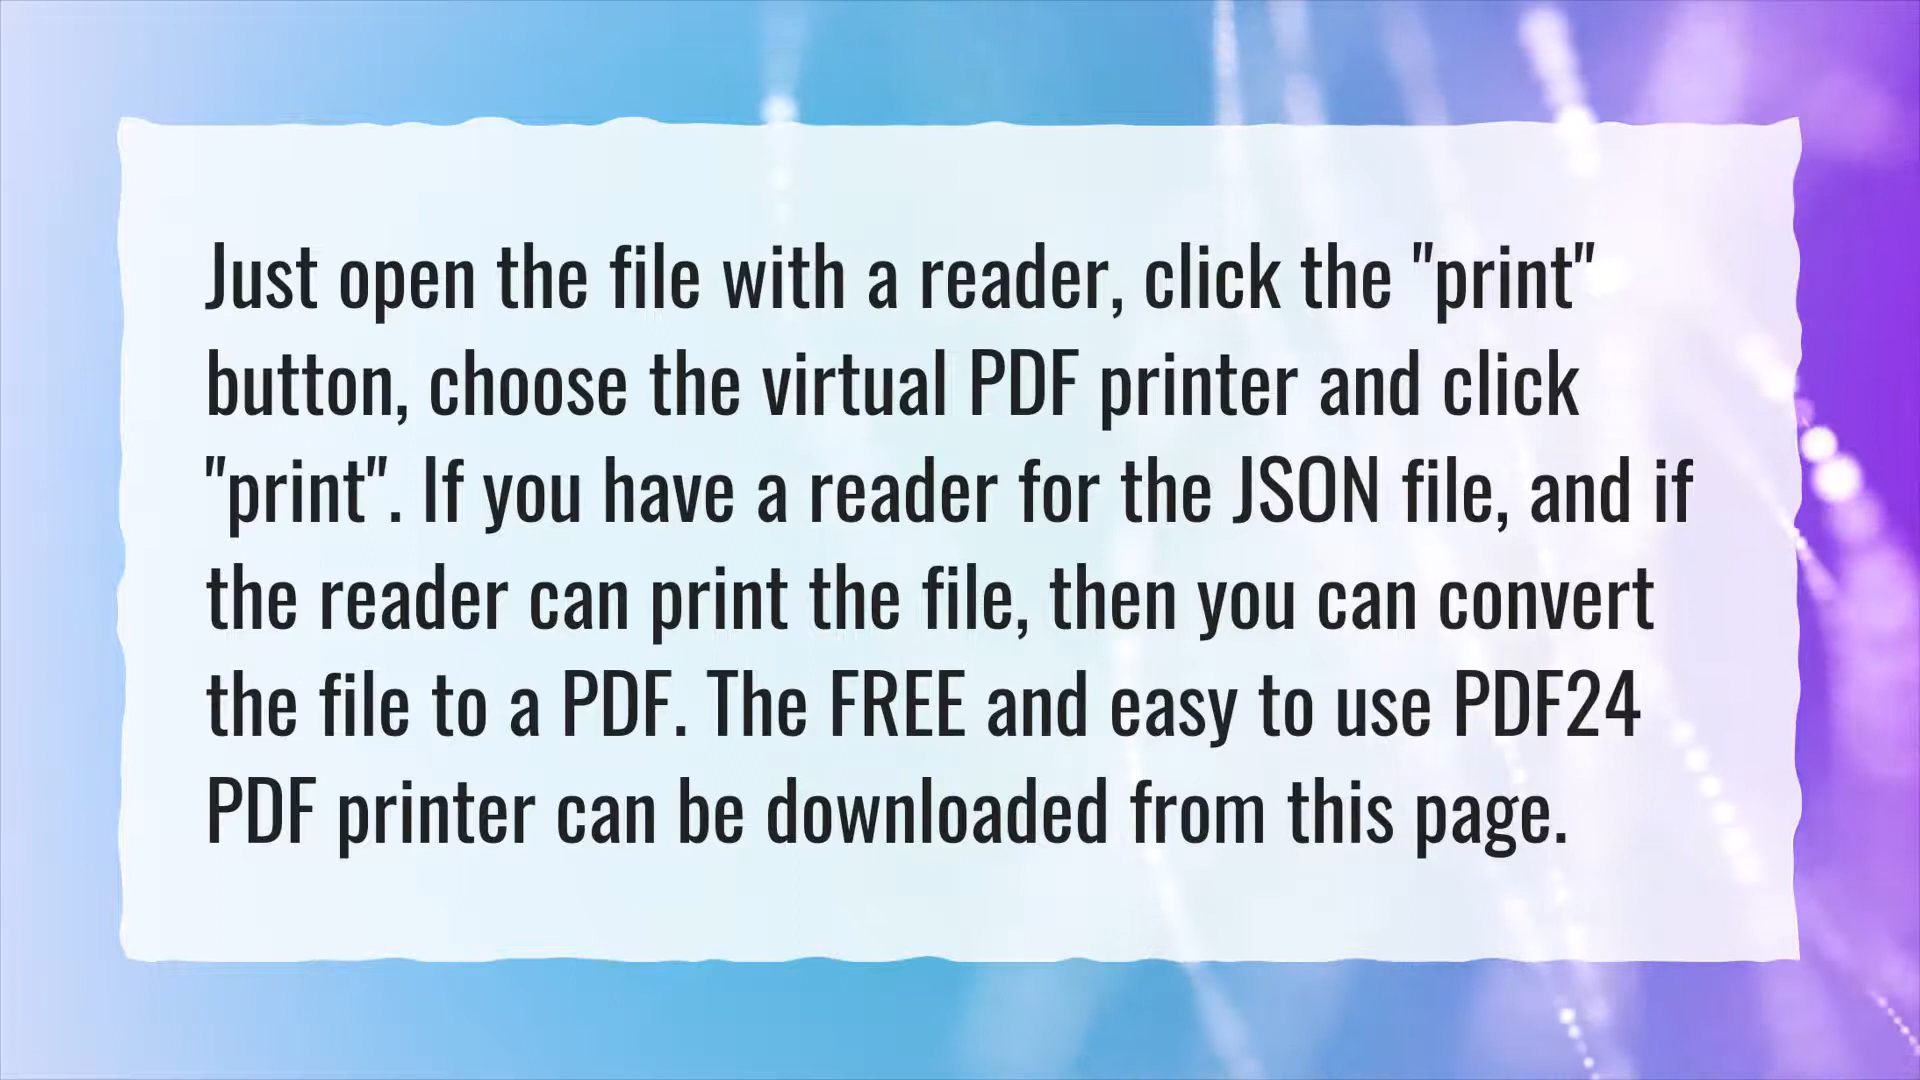 Just open the file with a reader, click the "print"
button, choose the virtual PDF printer and click
"print". If you have a reader for the JSON file, and if
the reader can print the file, then you can convert
the file to a PDF. The FREE and easy to use PDF24
PDF printer can be downloaded from this page.